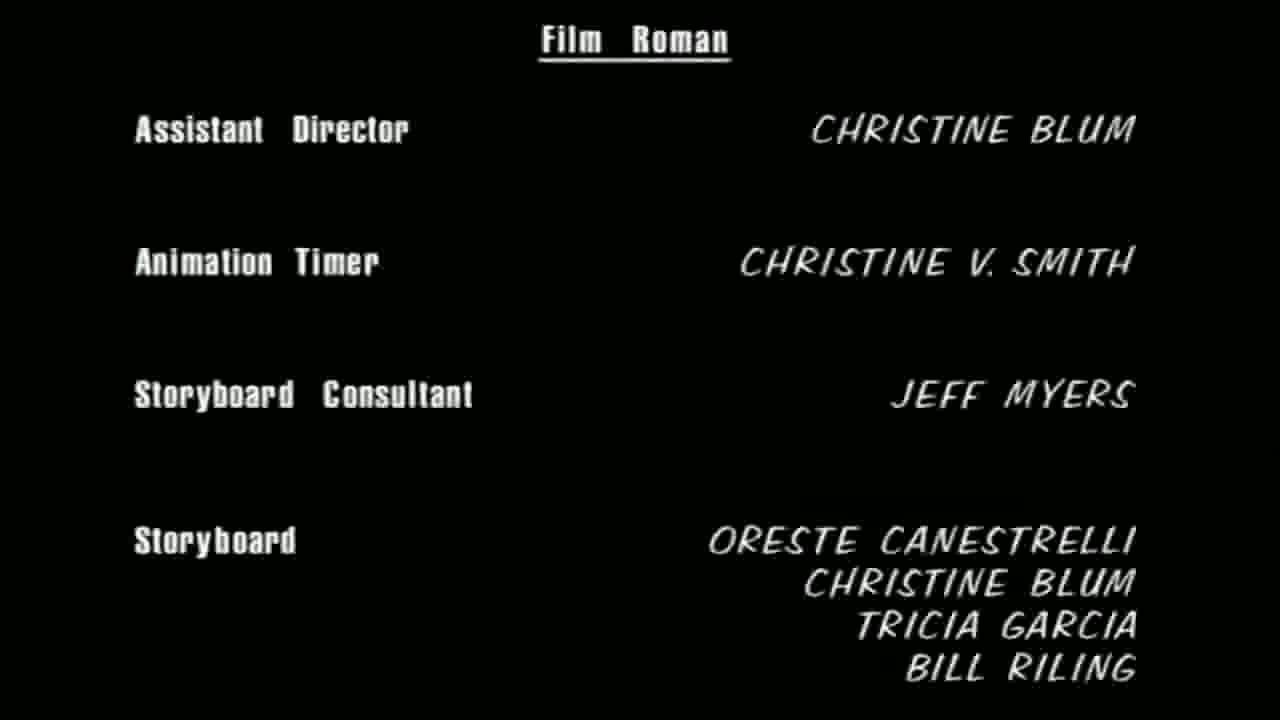 Film Roman
Assistant Director CHRISTINE BLUM
Animation Timer CHRISTINE V. SMITH
Storyboard Consultant JEFF MYERS
Storyboard ORESTE CANESTRELLI
CHRISTINE BLUM
TRICIA GARCIA
BILL RILING